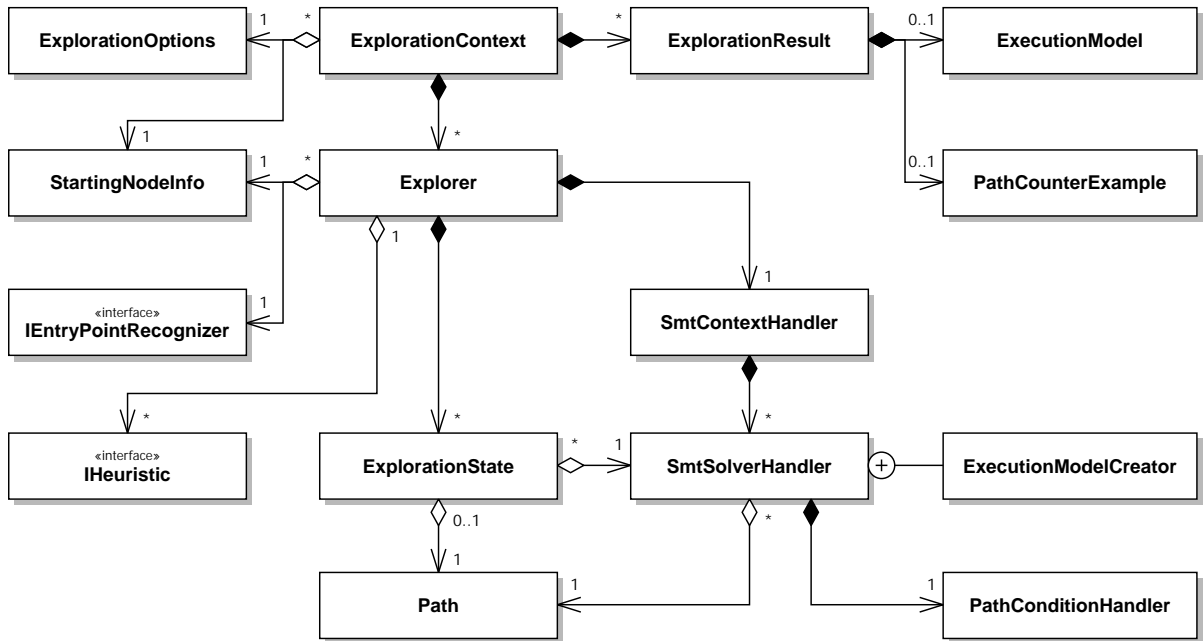 ExplorationOptions
1
*
ExplorationContext
*
ExplorationResult
0..1
ExecutionModel
1
*
StartingNodeInfo
1
*
Explorer
0..1
PathCounterExample
1
«interface»
IEntryPointRecognizer
1
1
SmtContextHandler
*
*
*
«interface»
IHeuristic
ExplorationState
*
1
SmtSolverHandler
+
ExecutionModelCreator
0..1
*
1
Path
1
1
PathConditionHandler